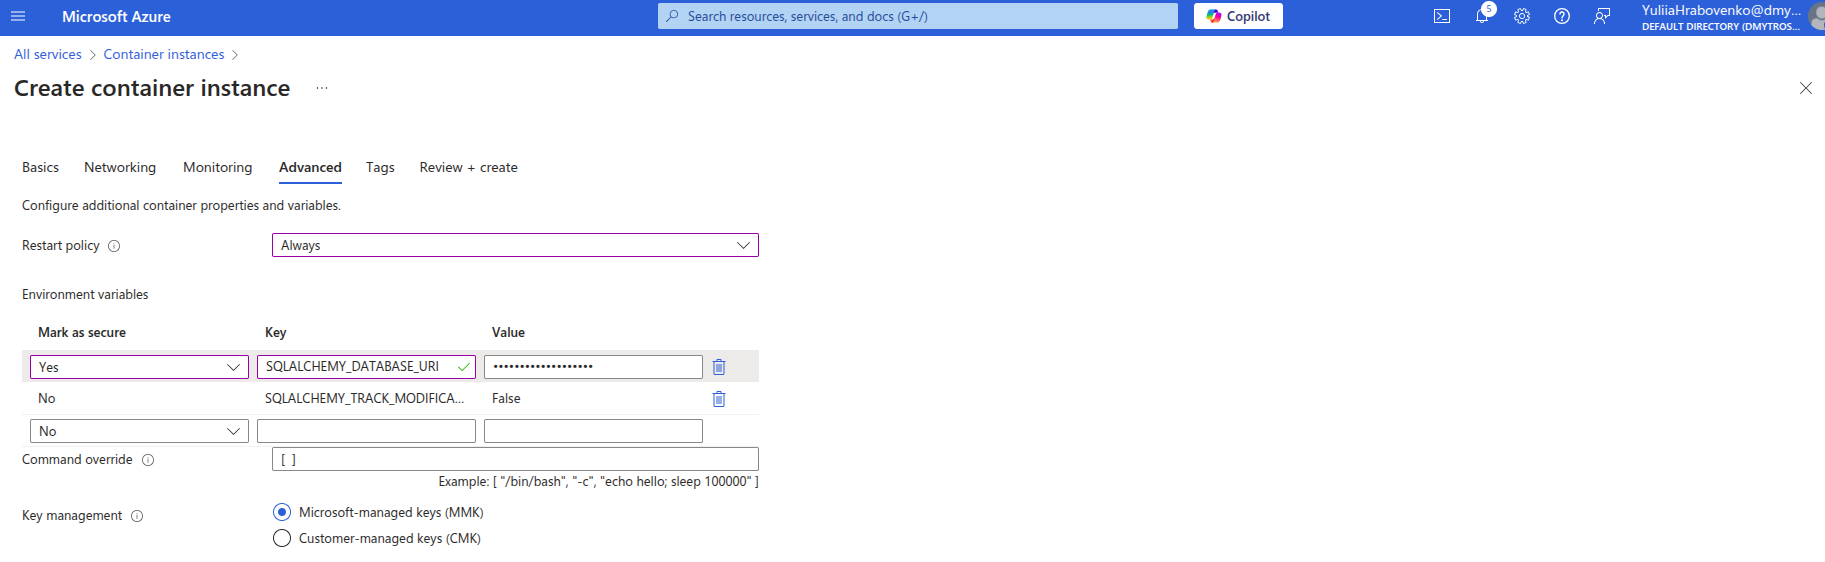 Microsoft Azure
Search resources, services, and docs (G+/)
Copilot
5
YuliiaHrabovenko@dmy...
DEFAULT DIRECTORY (DMYTROS...
All services > Container instances >
Create container instance ...
Basics Networking Monitoring Advanced Tags Review + create
Configure additional container properties and variables.
Restart policy Always
Environment variables
Mark as secure Key Value
Yes SQLALCHEMY_DATABASE_URI •••••••••••••••••••
No SQLALCHEMY_TRACK_MODIFICA... False
No
Command override [ ]
Example: [ "/bin/bash", "-c", "echo hello; sleep 100000" ]
Key management Microsoft-managed keys (MMK)
Customer-managed keys (CMK)